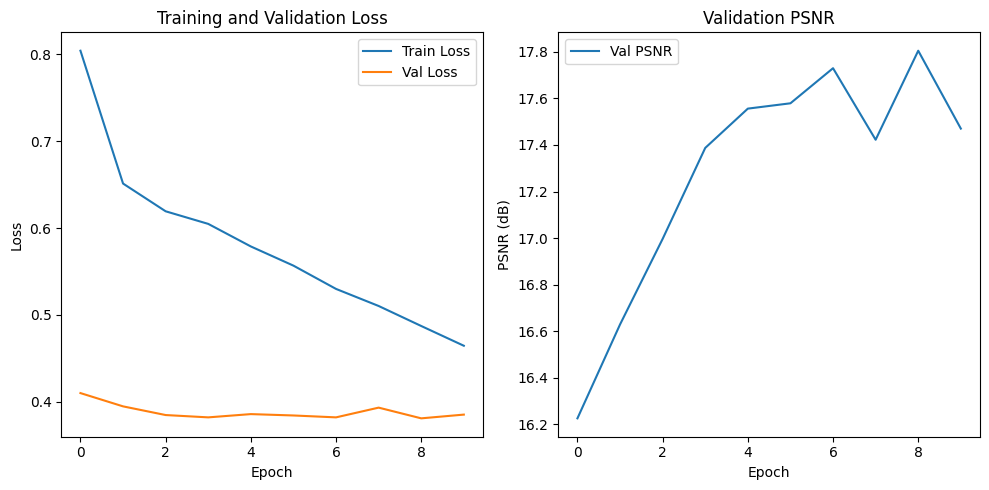 Training and Validation Loss
Train Loss
Val Loss
0.8
0.7
0.6
0.5
0.4
Loss
0
2
4
6
8
Epoch
Validation PSNR
Val PSNR
17.8
17.6
17.4
17.2
17.0
16.8
16.6
16.4
16.2
PSNR (dB)
0
2
4
6
8
Epoch